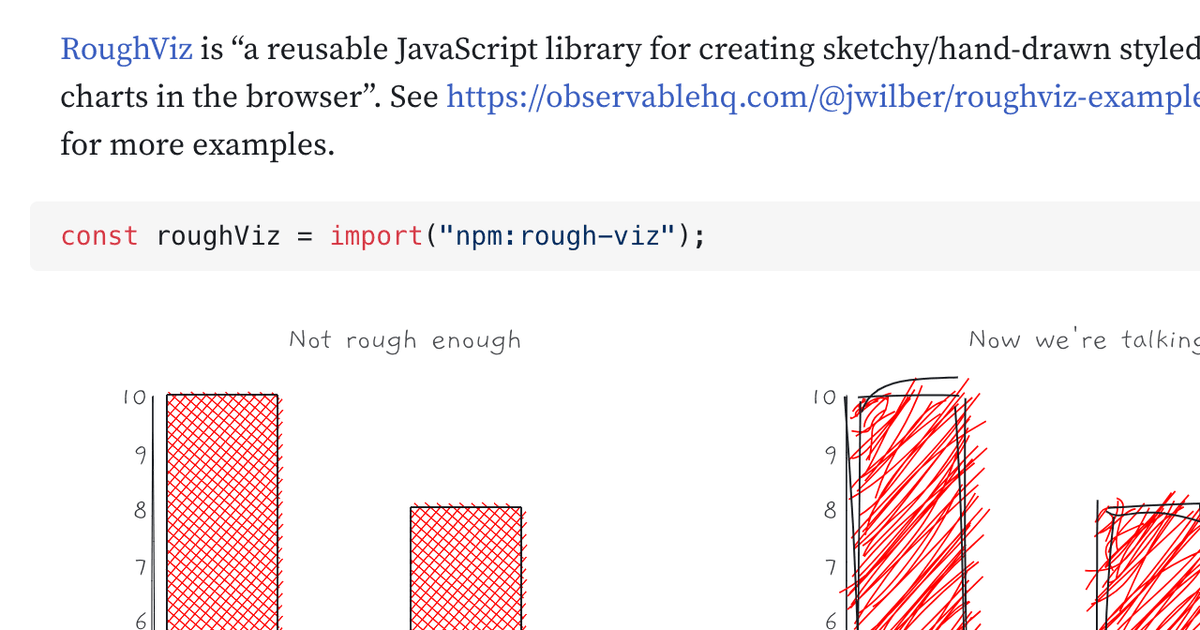 RoughViz is “a reusable JavaScript library for creating sketchy/hand-drawn styled
charts in the browser”. See https://observablehq.com/@jwilber/roughviz-example
for more examples.
const roughViz = import("npm:rough-viz");
Not rough enough
Now we're talking
10
9
8
7
6
10
9
8
7
6